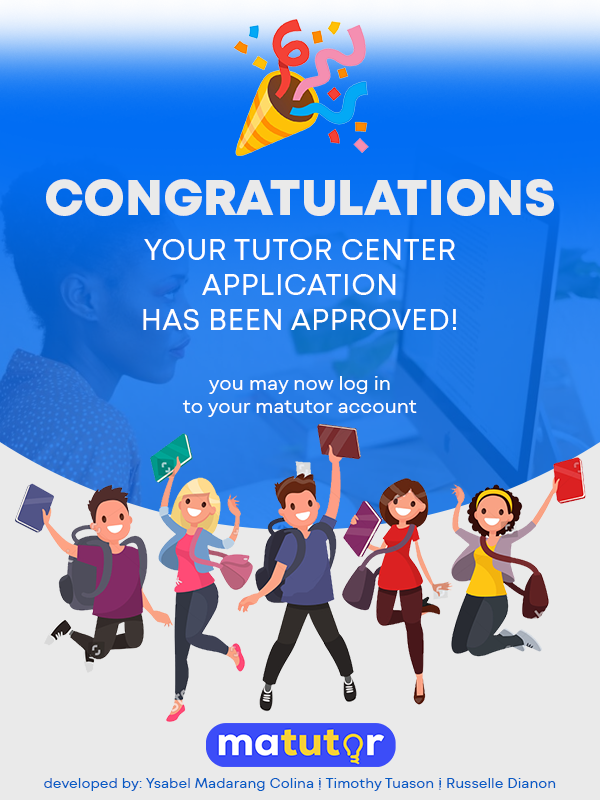 CONGRATULATIONS
YOUR TUTOR CENTER
APPLICATION
HAS BEEN APPROVED!
you may now log in
to your matutor account
matutor
developed by: Ysabel Madarang Colina ¦ Timothy Tuason ¦ Russelle Dianon